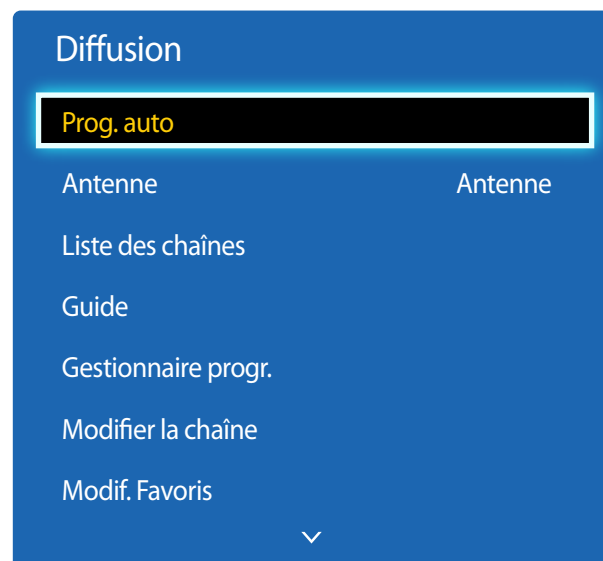 Diffusion
Prog. auto
Antenne Antenne
Liste des chaînes
Guide
Gestionnaire progr.
Modifier la chaîne
Modif. Favoris